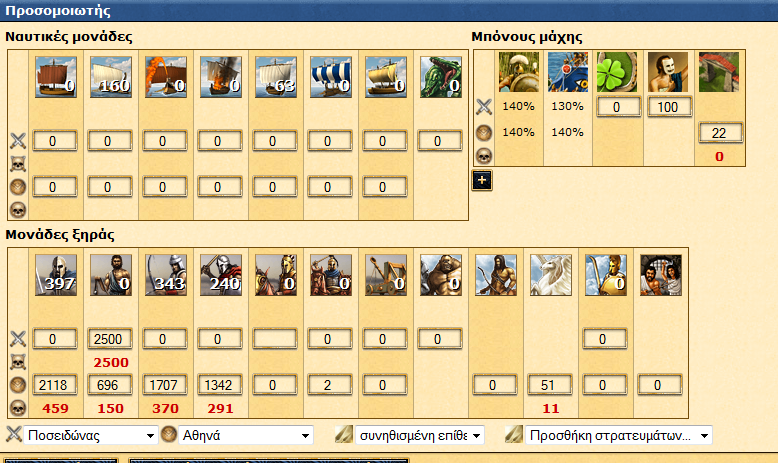 Προσομοιωτής
Ναυτικές μονάδες
Μπόνους μάχης
0 160 0 0 63 0 0 0
140% 130% 0 100
140% 140% 22
0
0 0 0 0 0 0 0 0
0 0 0 0 0 0 0
+
Μονάδες ξηράς
397 0 343 240 0 0 0 0 0
0 2500 0 0 0 0 0 0
2500
2118 696 1707 1342 0 2 0 0 51 0 0
459 150 370 291 11
Ποσειδώνας Αθηνά συνηθισμένη επίθε Προσθήκη στρατευμάτων...